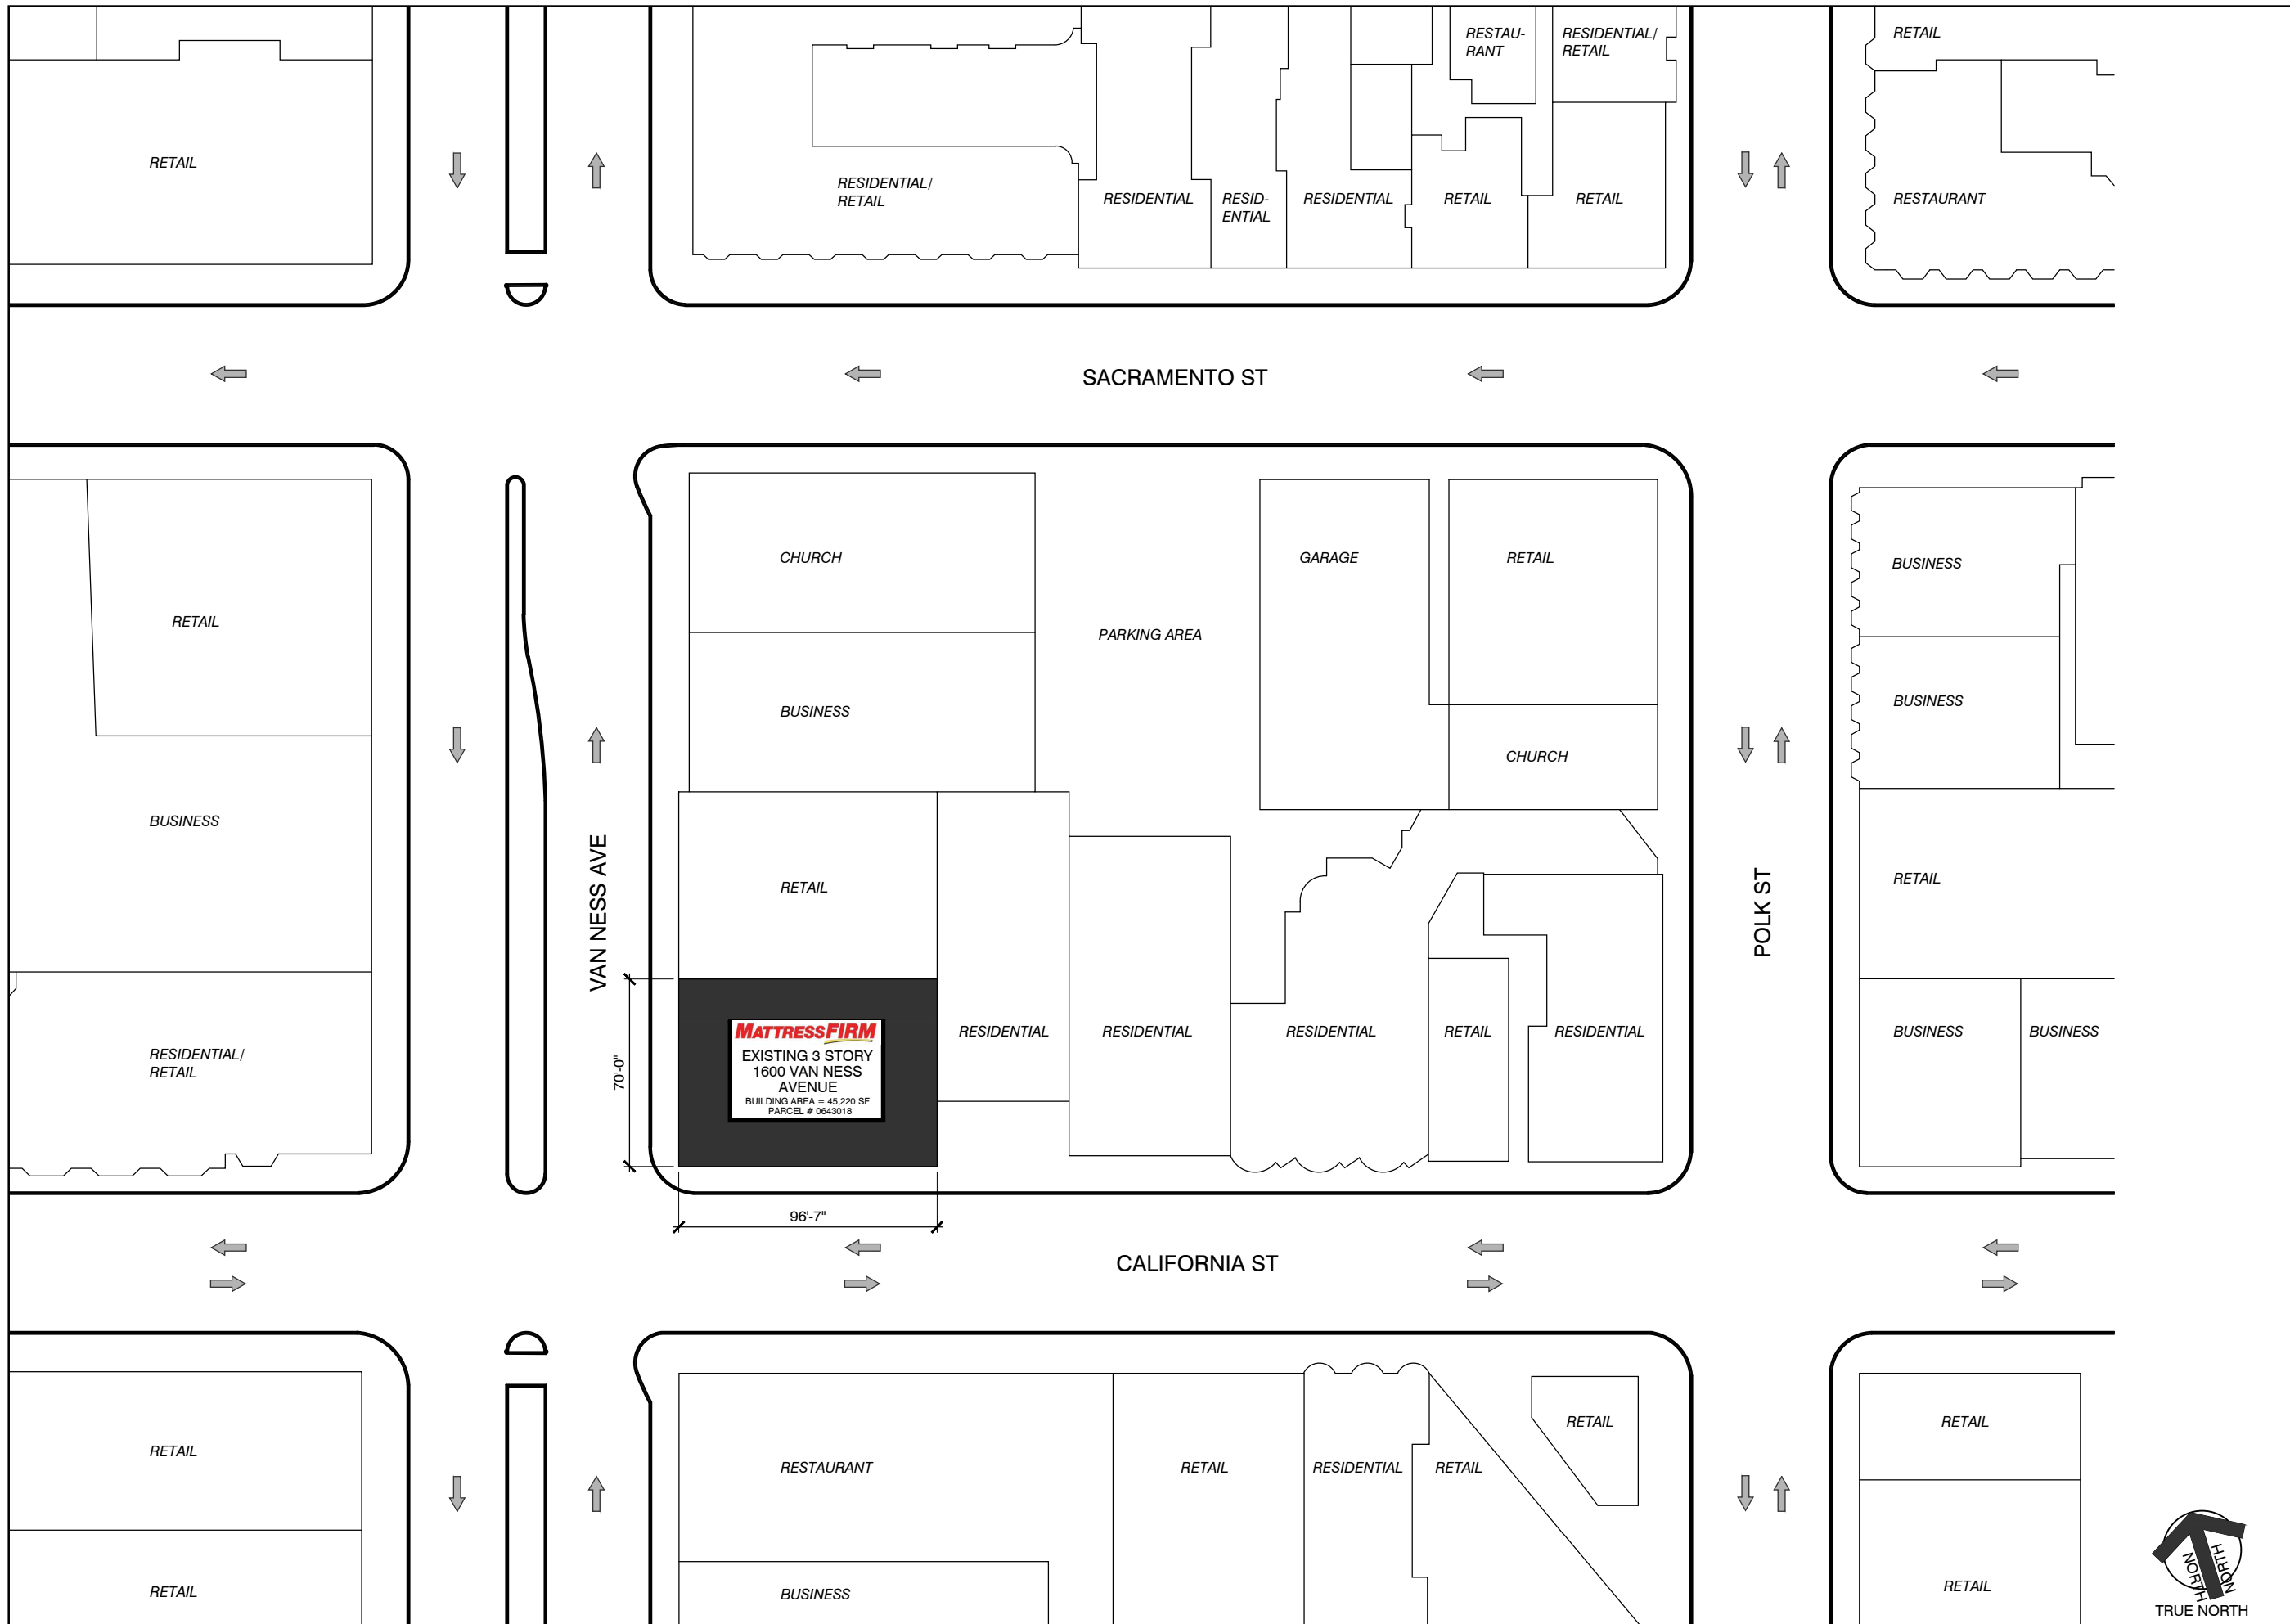 RETAIL
RESTAU-
RANT
RESIDENTIAL/
RETAIL
RETAIL
RESIDENTIAL/
RETAIL
RESIDENTIAL
RESID-
ENTIAL
RESIDENTIAL
RETAIL
RETAIL
RESTAURANT
SACRAMENTO ST
RETAIL
CHURCH
BUSINESS
PARKING AREA
GARAGE
RETAIL
CHURCH
BUSINESS
BUSINESS
BUSINESS
RETAIL
RETAIL
VAN NESS AVE
POLK ST
RESIDENTIAL/
RETAIL
70'-0"
MATTRESSFIRM
EXISTING 3 STORY
1600 VAN NESS
AVENUE
BUILDING AREA = 45,220 SF
PARCEL # 0643018
RESIDENTIAL
RESIDENTIAL
RESIDENTIAL
RETAIL
RESIDENTIAL
BUSINESS
BUSINESS
96'-7"
CALIFORNIA ST
RETAIL
RESTAURANT
RETAIL
RESIDENTIAL
RETAIL
RETAIL
RETAIL
RETAIL
BUSINESS
RETAIL
NORTH
NORTH
TRUE NORTH